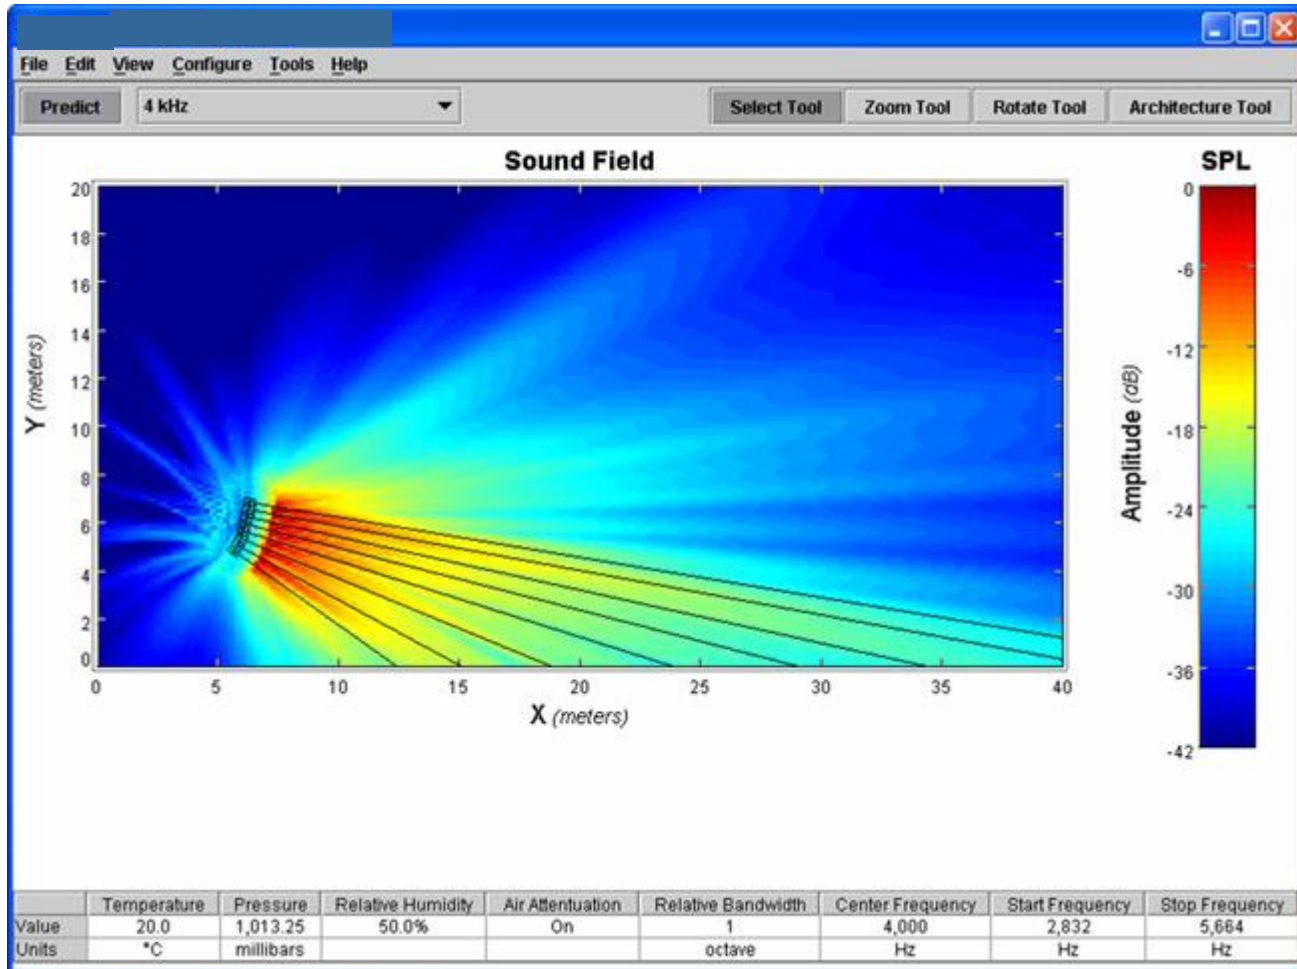 File Edit View Configure Tools Help
Predict 4 kHz Select Tool Zoom Tool Rotate Tool Architecture Tool
Sound Field SPL
20
18
16
14
12
10
8
6
4
2
0
Y (meters)
0 5 10 15 20 25 30 35 40
X (meters)
0
-6
-12
-18
-24
-30
-36
-42
Amplitude (dB)
Temperature Pressure Relative Humidity Air Attentuation Relative Bandwidth Center Frequency Start Frequency Stop Frequency
Value 20.0 1,013.25 50.0% On 1 4,000 2,832 5,664
Units °C millibars octave Hz Hz Hz